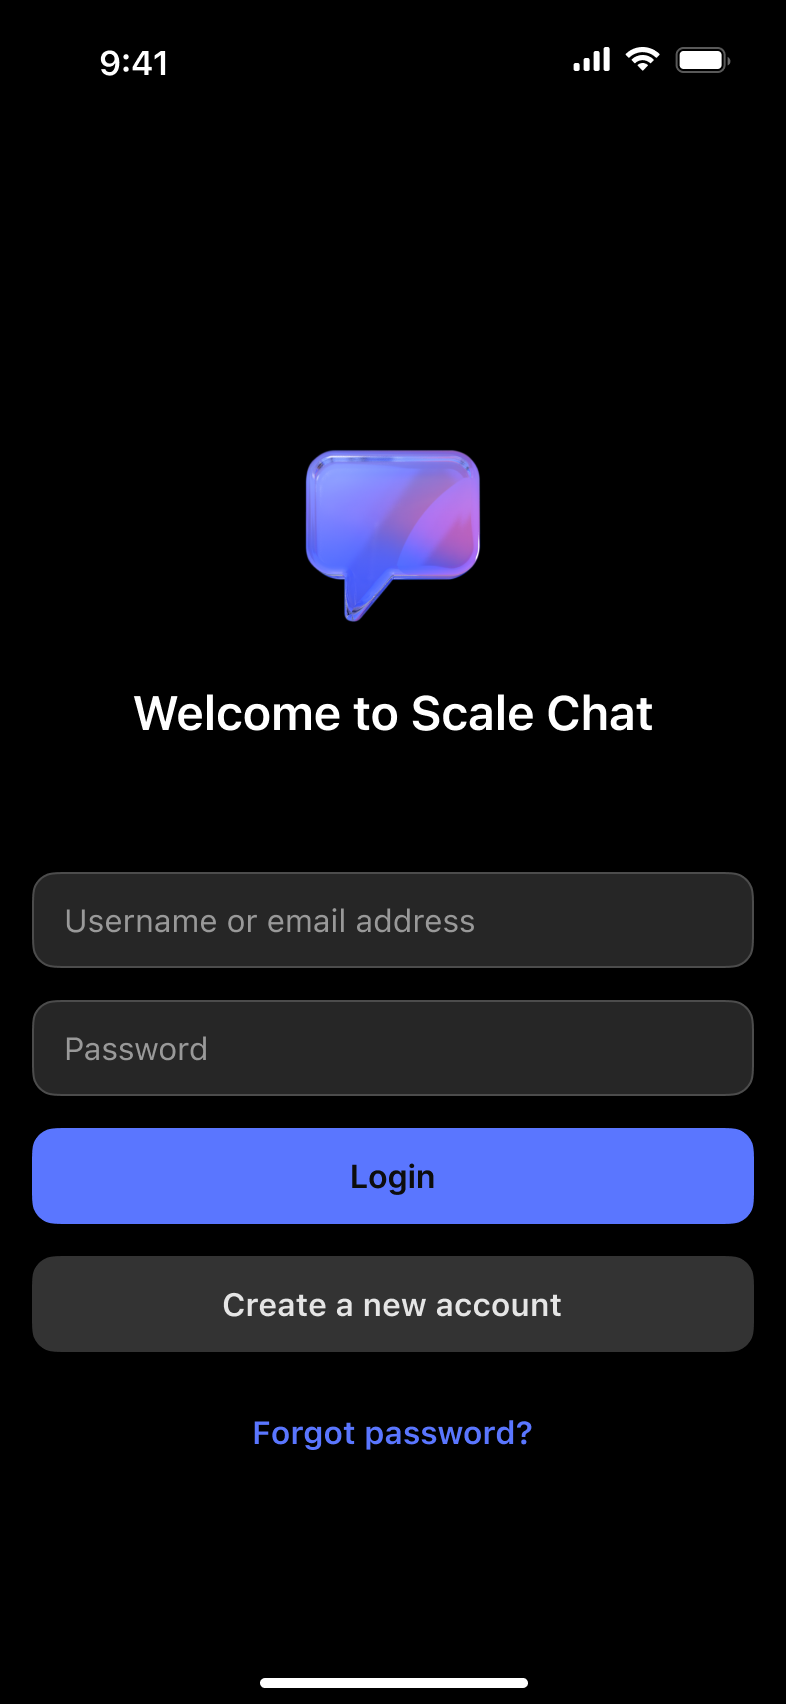 9:41
Welcome to Scale Chat
Username or email address
Password
Login
Create a new account
Forgot password?